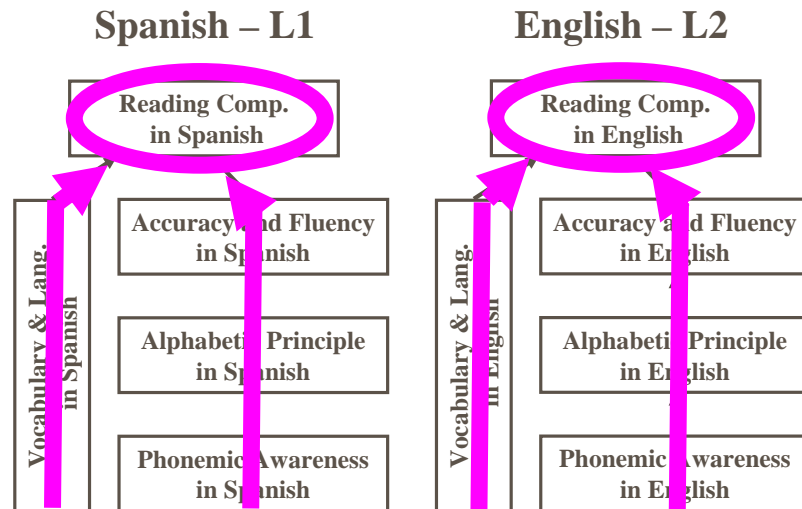 Spanish – L1
Reading Comp.
in Spanish
Vocabulary & Lang.
in Spanish
Accuracy and Fluency
in Spanish
Alphabetic Principle
in Spanish
Phonemic Awareness
in Spanish
English – L2
Reading Comp.
in English
Vocabulary & Lang.
in English
Accuracy and Fluency
in English
Alphabetic Principle
in English
Phonemic Awareness
in English